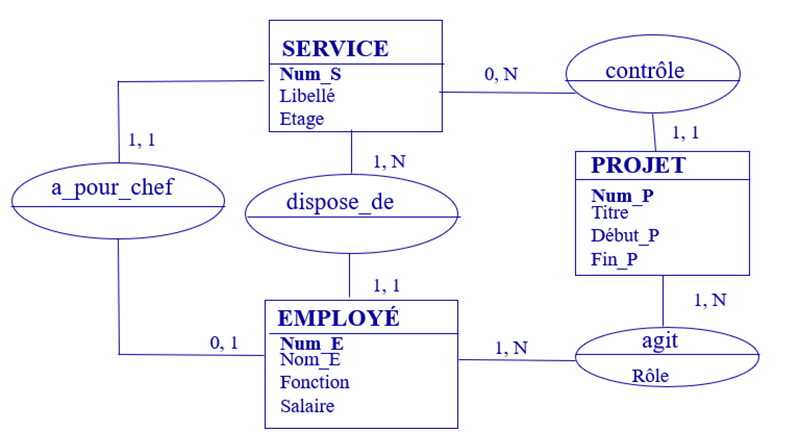 SERVICE
Num_S
Libellé
Etage
0, N
contrôle
1, 1
1, N
1, 1
a_pour_chef
dispose_de
PROJET
Num_P
Titre
Début_P
Fin_P
1, 1
1, N
EMPLOYÉ
Num_E
Nom_E
Fonction
Salaire
0, 1
1, N
agit
Rôle